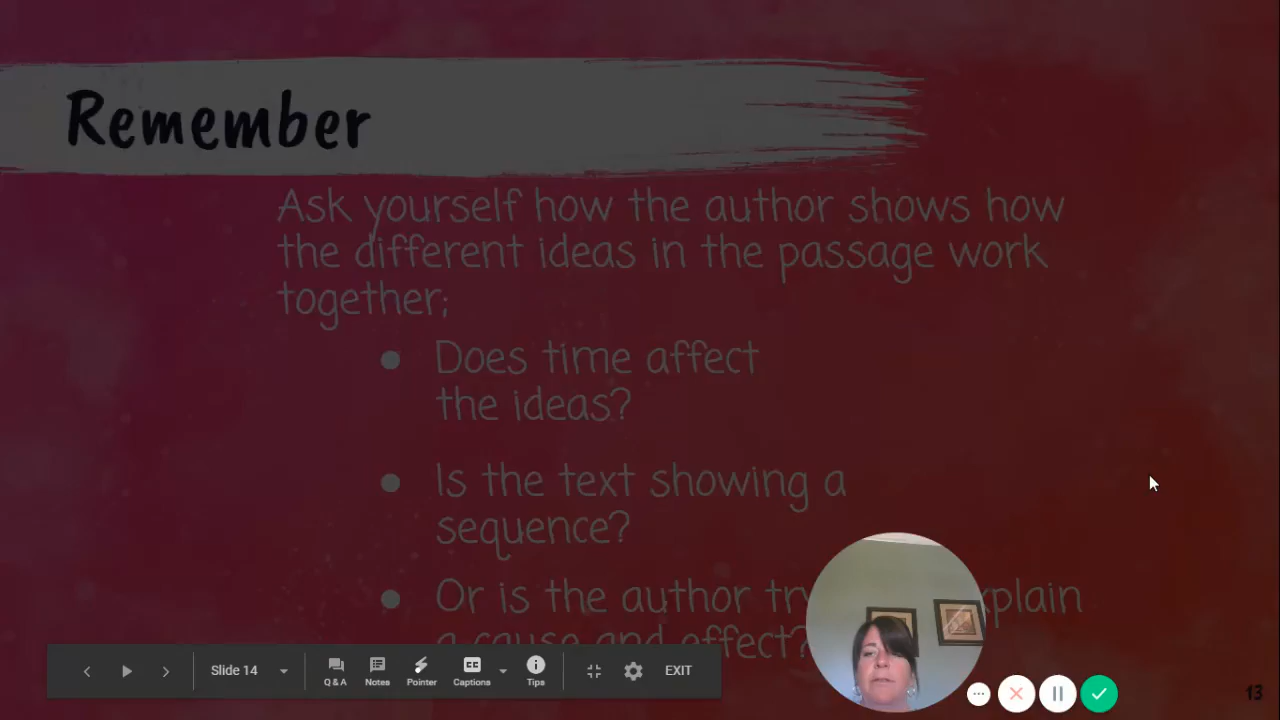 Remember
Ask yourself how the author shows how
the different ideas in the passage work
together;
Does time affect
the ideas?
Is the text showing a
sequence?
Or is the author
a cause and effect?
Slide 14
Q & A
Notes
Pointer
Captions
Tips
EXIT
13